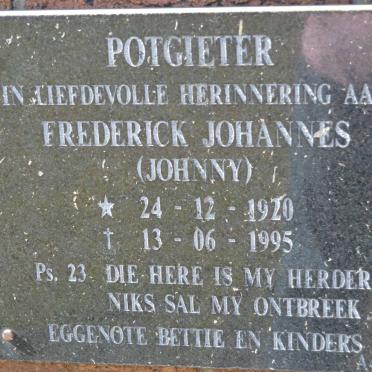 POTGIETER
IN LIEFDEVOLLE HERINNERING AA
FREDERICK JOHANNES
(JOHNNY)
★ 24 - 12 - 1920
† 13 - 06 - 1995
Ps. 23 DIE HERE IS MY HERDER
NIKS SAL MY ONTBREEK
EGGENOTE BETTIE EN KINDERS
A